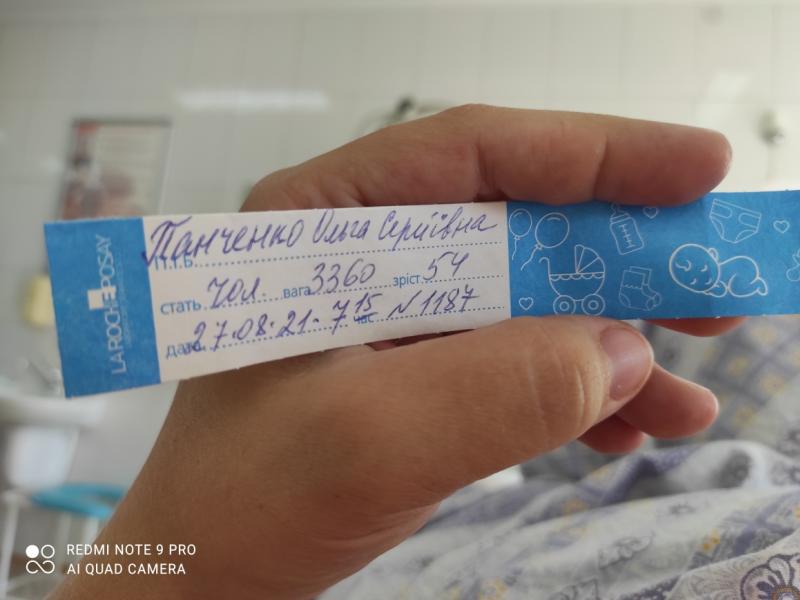 Панченко Ольга Сергіївна
П.І.Б.
стать чол. вага 3360 зріст 54
дата 27.08.21 - 7 15 час N 1187
LA ROCHE POSAY
REDMI NOTE 9 PRO
AI QUAD CAMERA